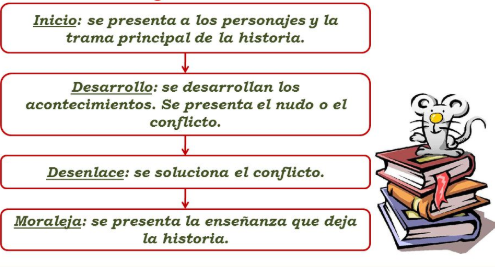 Inicio: se presenta a los personajes y la
trama principal de la historia.
Desarrollo: se desarrollan los
acontecimientos. Se presenta el nudo o el
conflicto.
Desenlace: se soluciona el conflicto.
Moraleja: se presenta la enseñanza que deja
la historia.